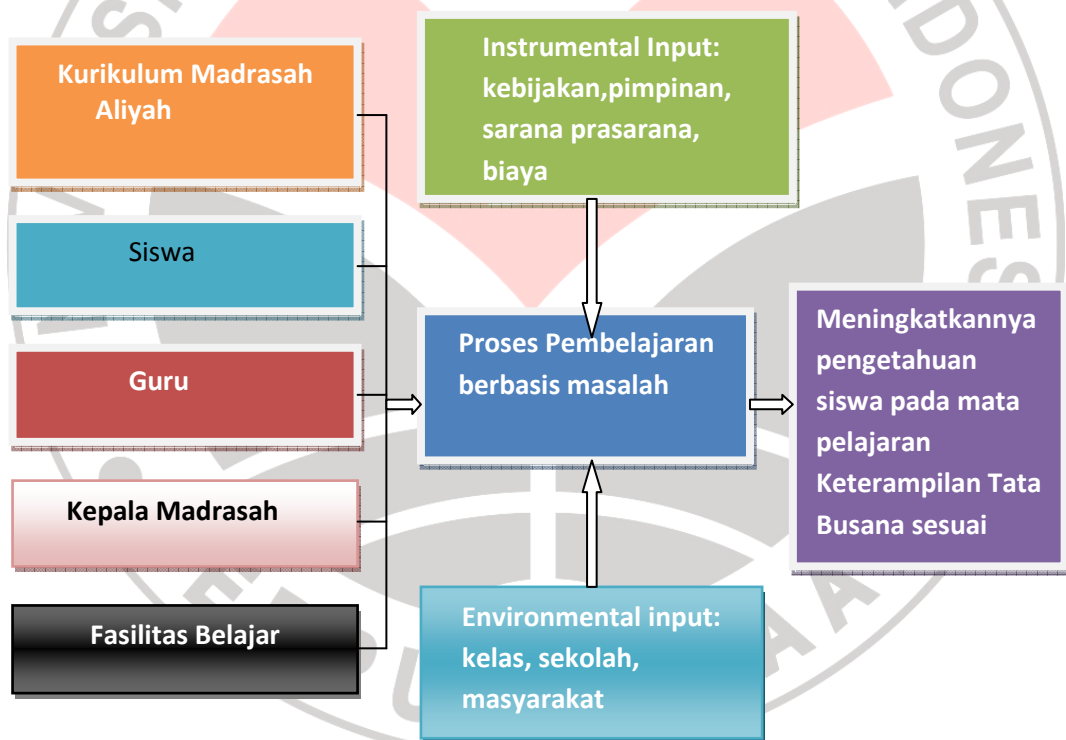 Kurikulum Madrasah
Aliyah
Siswa
Guru
Kepala Madrasah
Fasilitas Belajar
Instrumental Input:
kebijakan,pimpinan,
sarana prasarana,
biaya
Proses Pembelajaran
berbasis masalah
Environmental input:
kelas, sekolah,
masyarakat
Meningkatkannya
pengetahuan
siswa pada mata
pelajaran
Keterampilan Tata
Busana sesuai